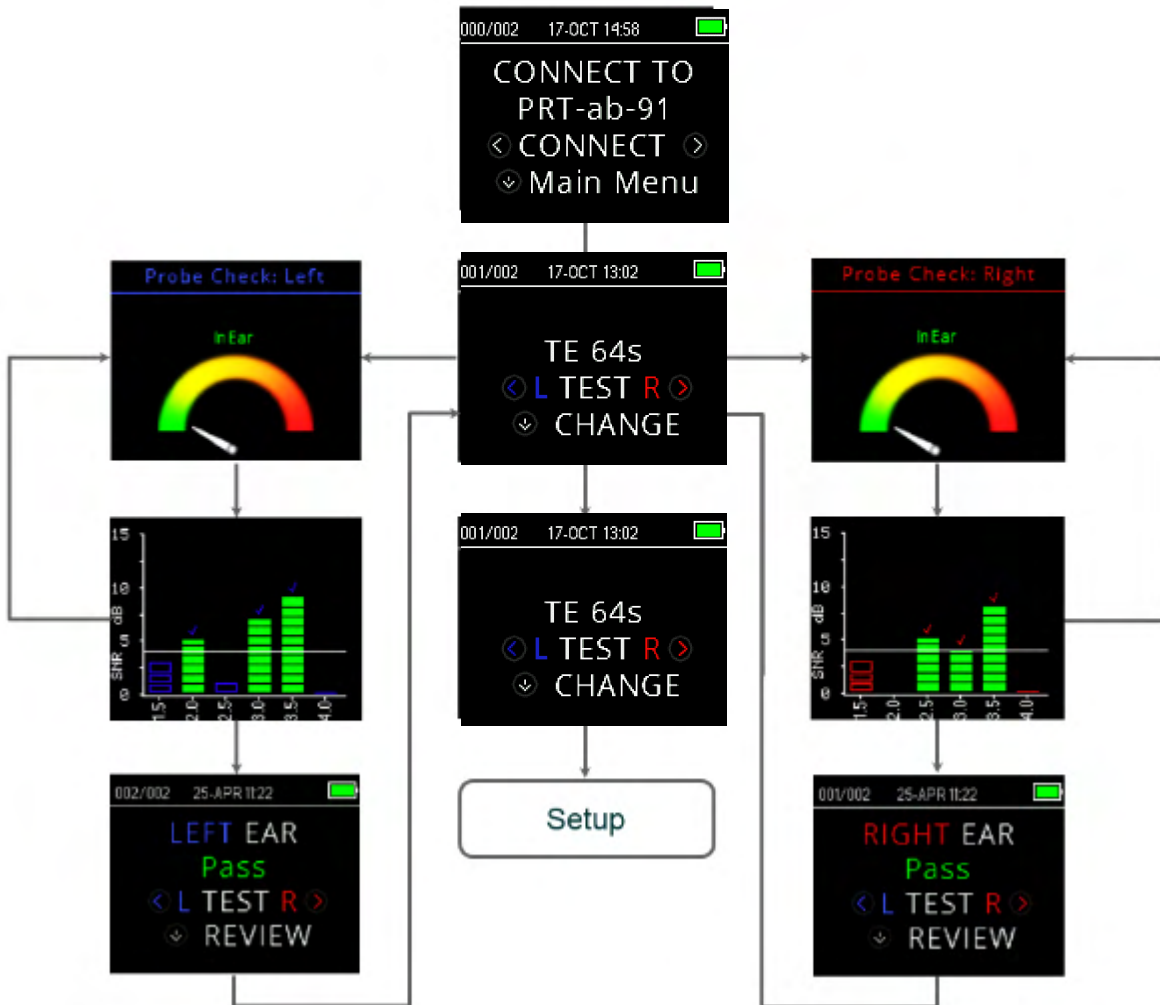 000/002 17-OCT 14:58
CONNECT TO
PRT-ab-91
CONNECT
Main Menu
Probe Check: Left
In Ear
001/002 17-OCT 13:02
TE 64s
L TEST R
CHANGE
Probe Check: Right
In Ear
15
10
5
0
SNR dB
1.5 2.0 2.5 3.0 3.5 4.0
001/002 17-OCT 13:02
TE 64s
L TEST R
CHANGE
15
10
5
0
SNR dB
1.5 2.0 2.5 3.0 3.5 4.0
002/002 25-APR 11:22
LEFT EAR
Pass
L TEST R
REVIEW
Setup
001/002 25-APR 11:22
RIGHT EAR
Pass
L TEST R
REVIEW